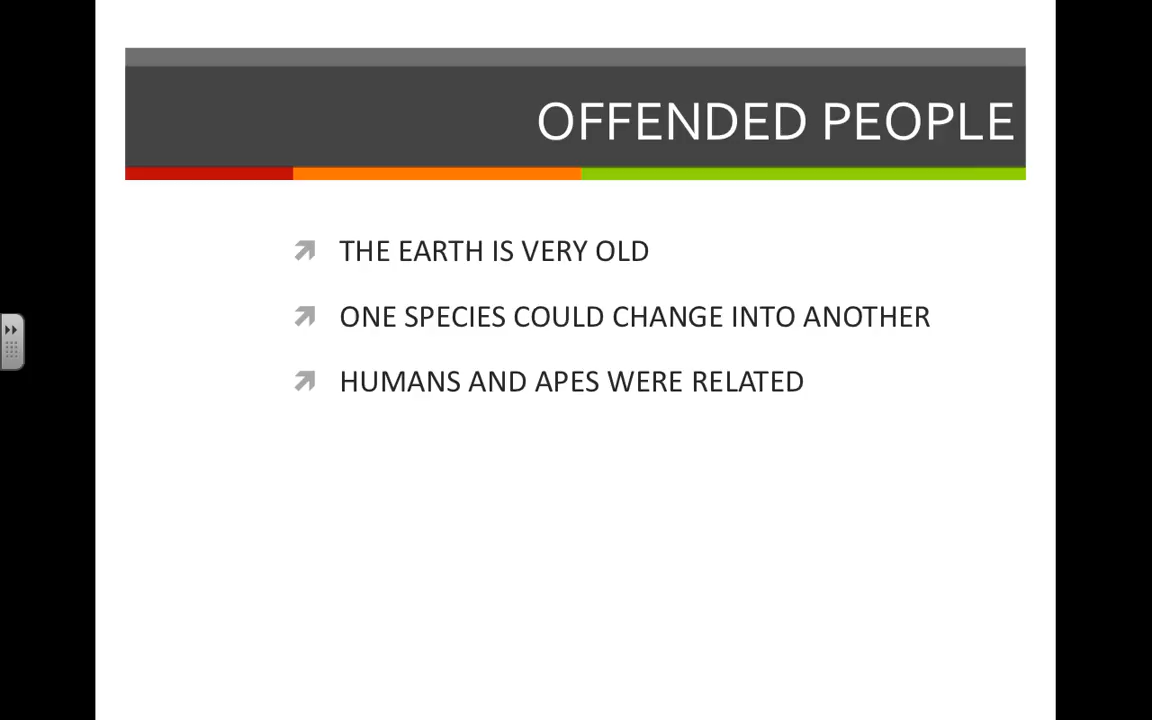 OFFENDED PEOPLE
THE EARTH IS VERY OLD
ONE SPECIES COULD CHANGE INTO ANOTHER
HUMANS AND APES WERE RELATED